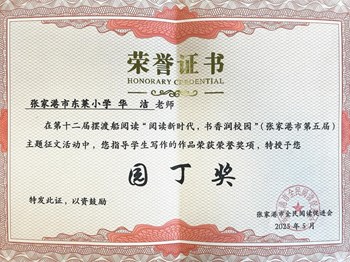 荣誉证书
HONORARY CREDENTIAL
张家港市东莱小学 华 洁 老师
在第十二届摆渡船阅读“阅读新时代，书香润校园”（张家港市第五届）
主题征文活动中，您指导学生写作的作品荣获荣誉奖项，特授予您
园丁奖
特发此证，以资鼓励
张家港市全民阅读促进会
2025年5月